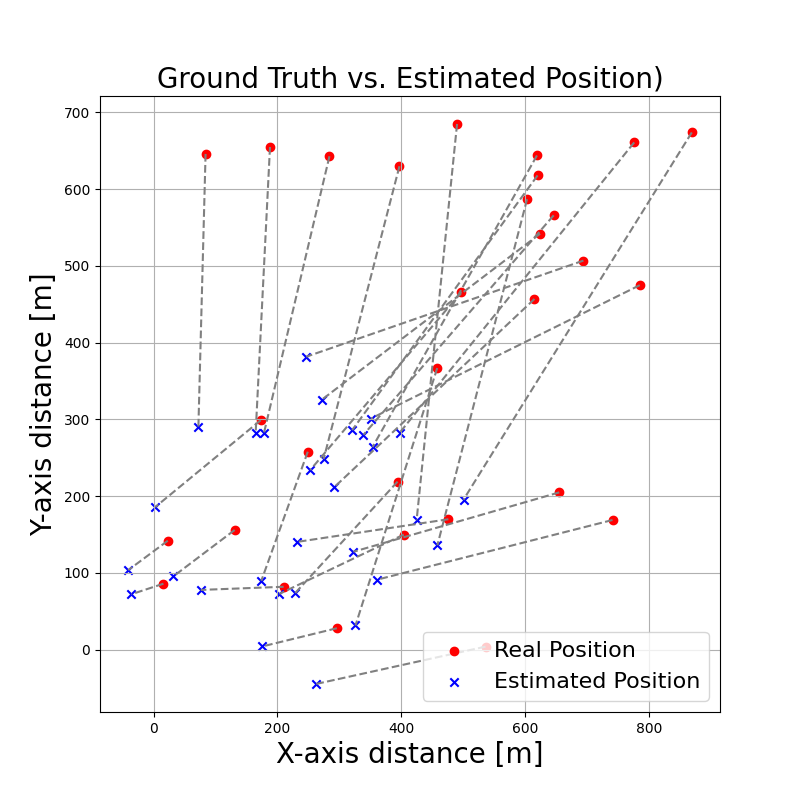 Ground Truth vs. Estimated Position)
700
600
500
400
300
200
100
0
Y-axis distance [m]
Real Position
Estimated Position
0 200 400 600 800
X-axis distance [m]